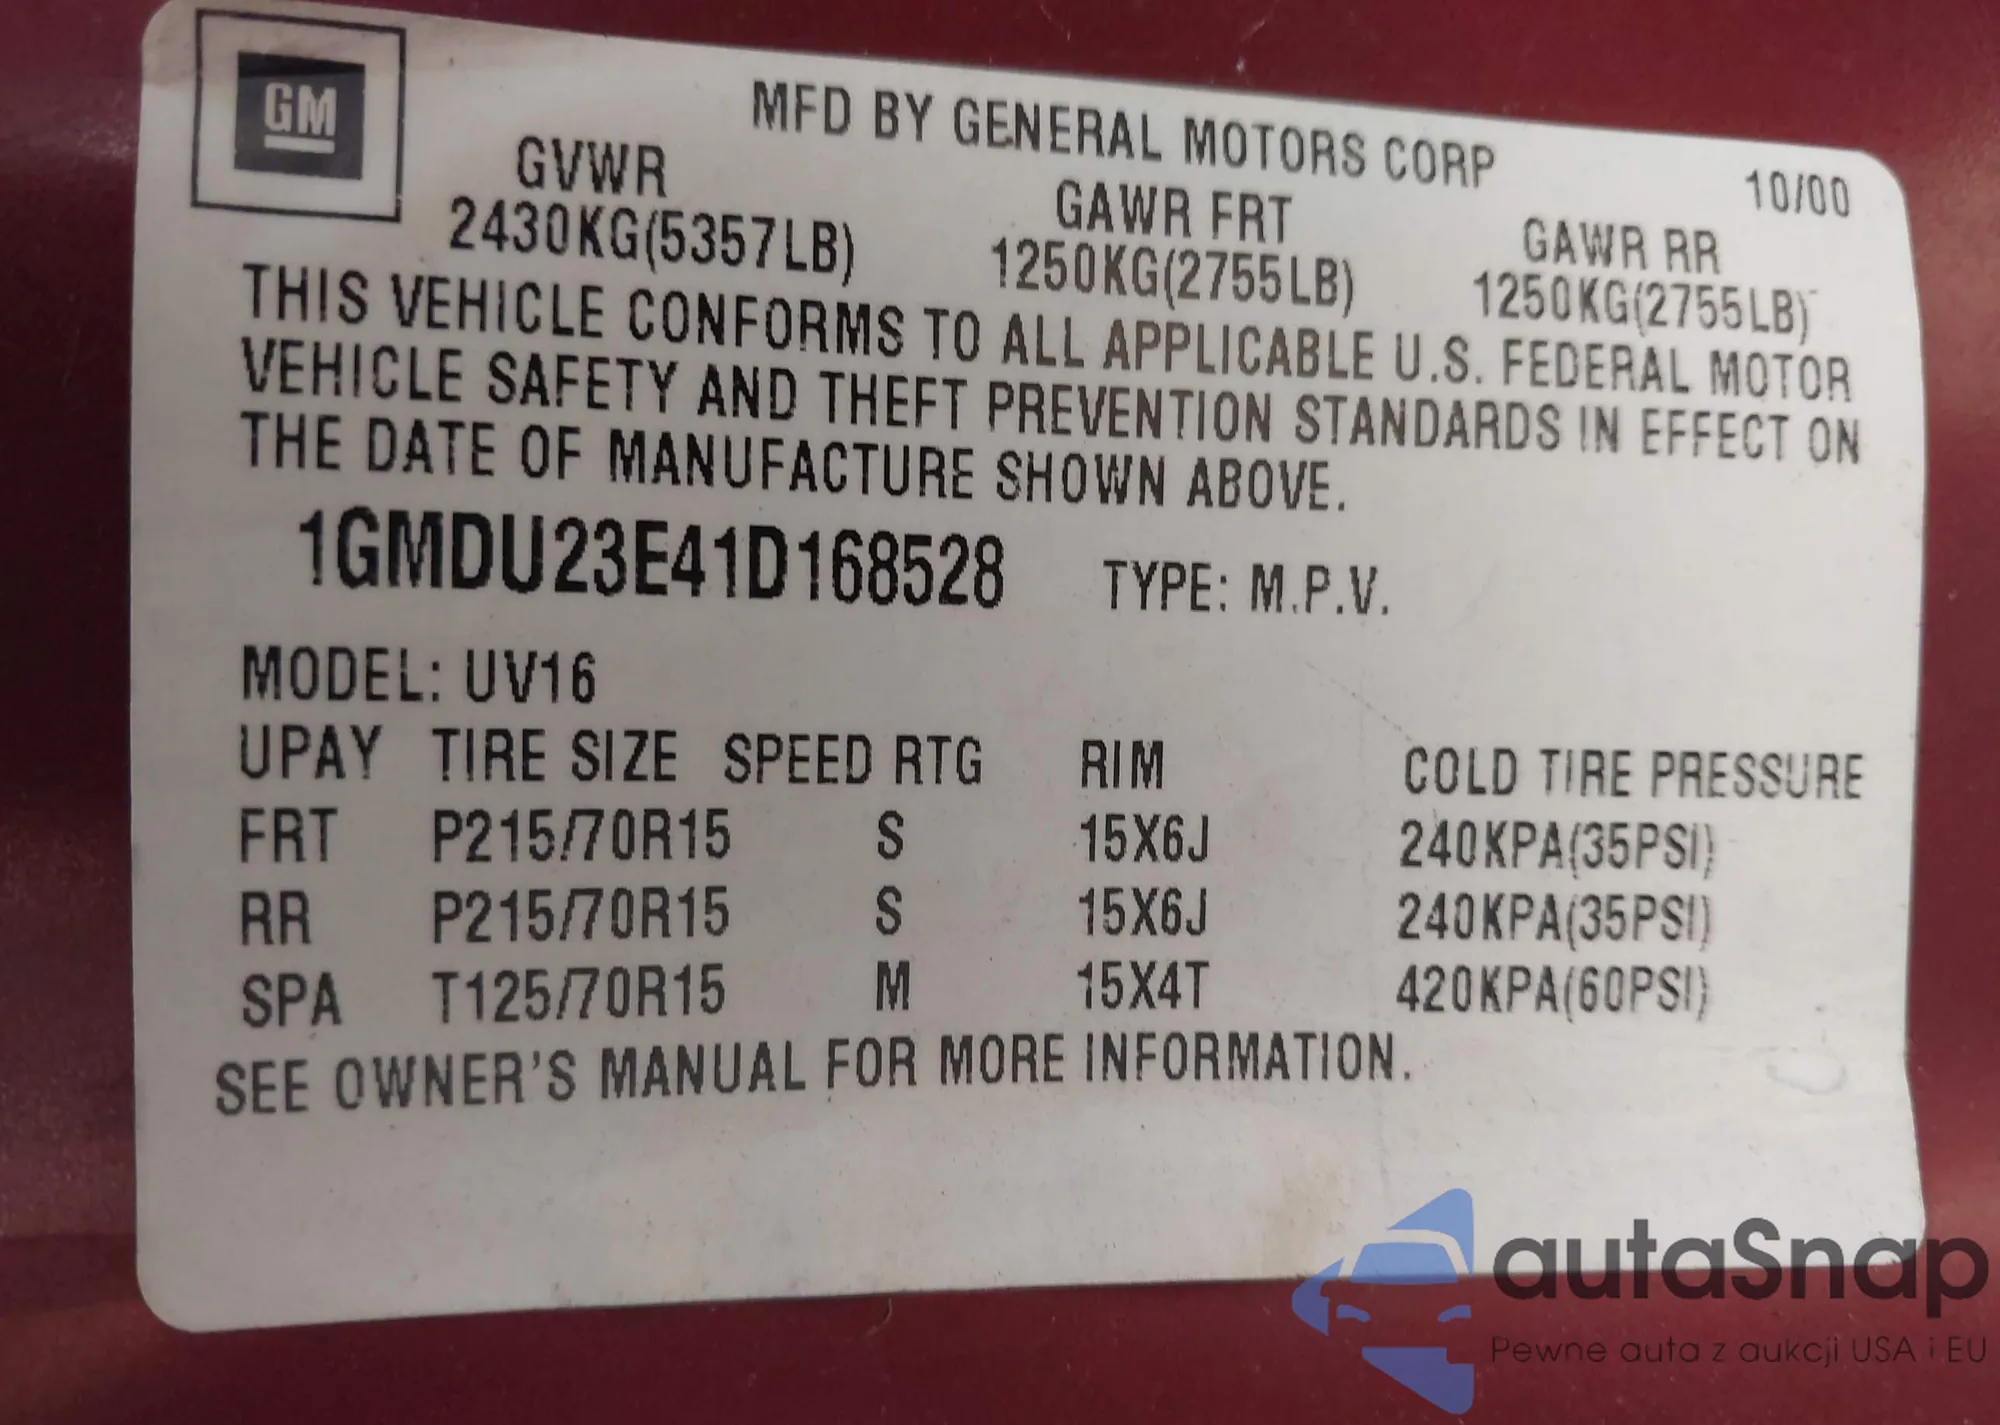 GM
MFD BY GENERAL MOTORS CORP 10/00
GVWR GAWR FRT GAWR RR
2430KG(5357LB) 1250KG(2755LB) 1250KG(2755LB)
THIS VEHICLE CONFORMS TO ALL APPLICABLE U.S. FEDERAL MOTOR
VEHICLE SAFETY AND THEFT PREVENTION STANDARDS IN EFFECT ON
THE DATE OF MANUFACTURE SHOWN ABOVE.
1GMDU23E41D168528 TYPE: M.P.V.
MODEL: UV16
UPAY TIRE SIZE SPEED RTG RIM COLD TIRE PRESSURE
FRT P215/70R15 S 15X6J 240KPA(35PSI)
RR P215/70R15 S 15X6J 240KPA(35PSI)
SPA T125/70R15 M 15X4T 420KPA(60PSI)
SEE OWNER'S MANUAL FOR MORE INFORMATION.
autaSnap
Pewne auta z aukcji USA i EU